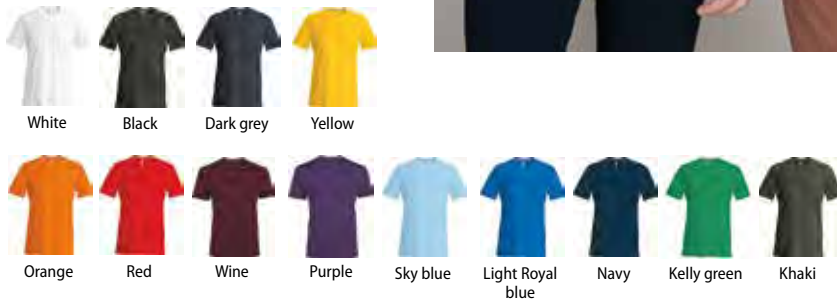 White Black Dark grey Yellow
Orange Red Wine Purple Sky blue Light Royal Navy Kelly green Khaki
blue